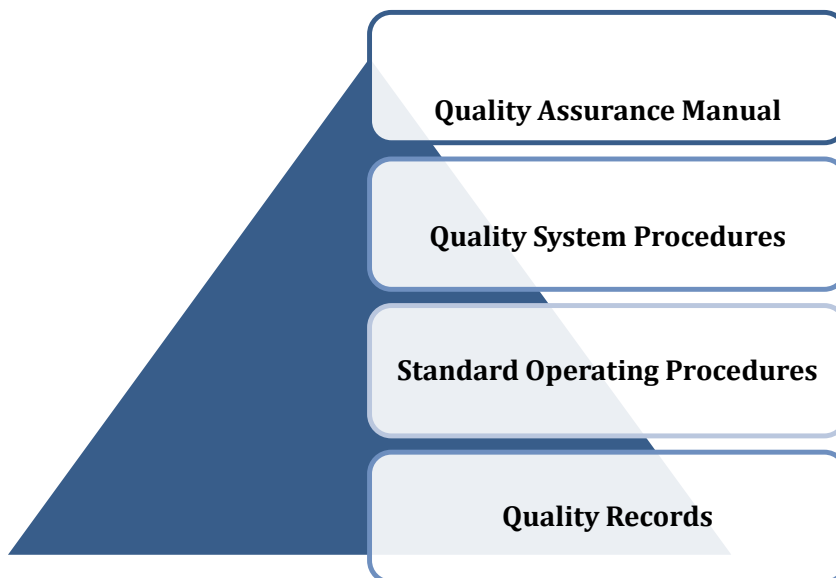 Quality Assurance Manual
Quality System Procedures
Standard Operating Procedures
Quality Records